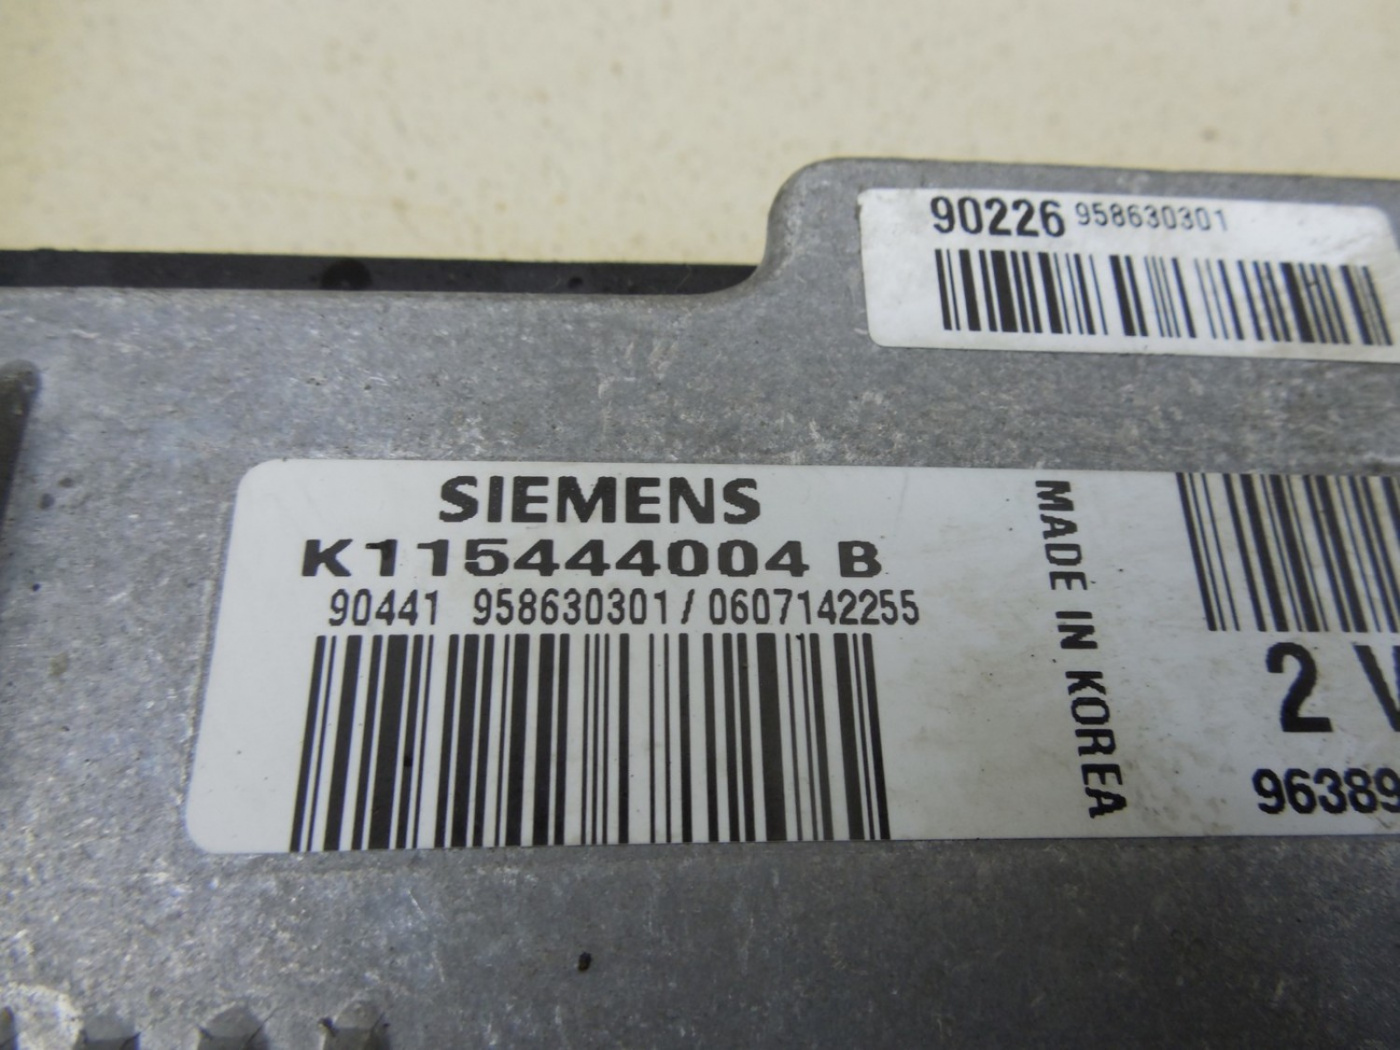 90226 958630301
SIEMENS
K115444004 B
90441 958630301/0607142255
MADE IN KOREA
2
96389